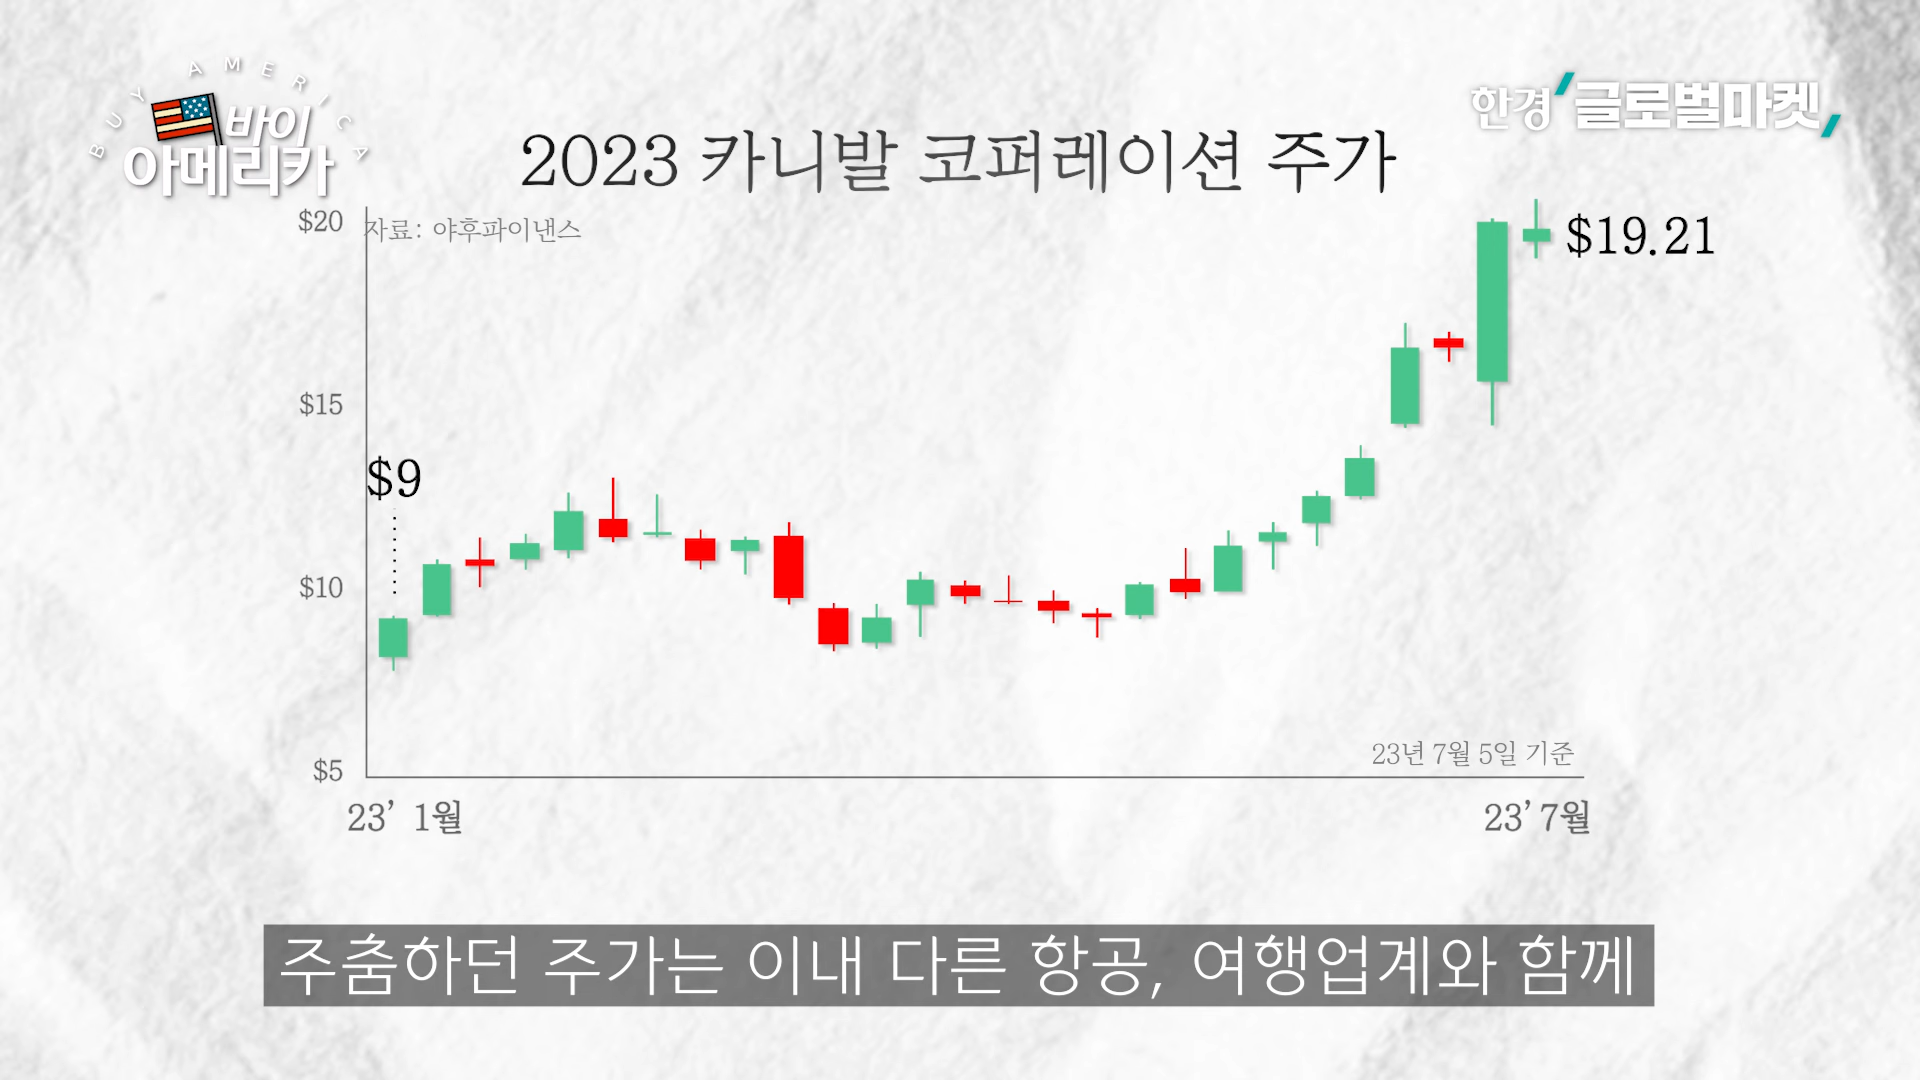 BUY AMERICA
바이
아메리카
한경 글로벌마켓
2023 카니발 코퍼레이션 주가
자료: 야후파이낸스
$20
$19.21
$15
$9
$10
$5
23년 7월 5일 기준
23’ 1월
23’ 7월
주춤하던 주가는 이내 다른 항공, 여행업계와 함께